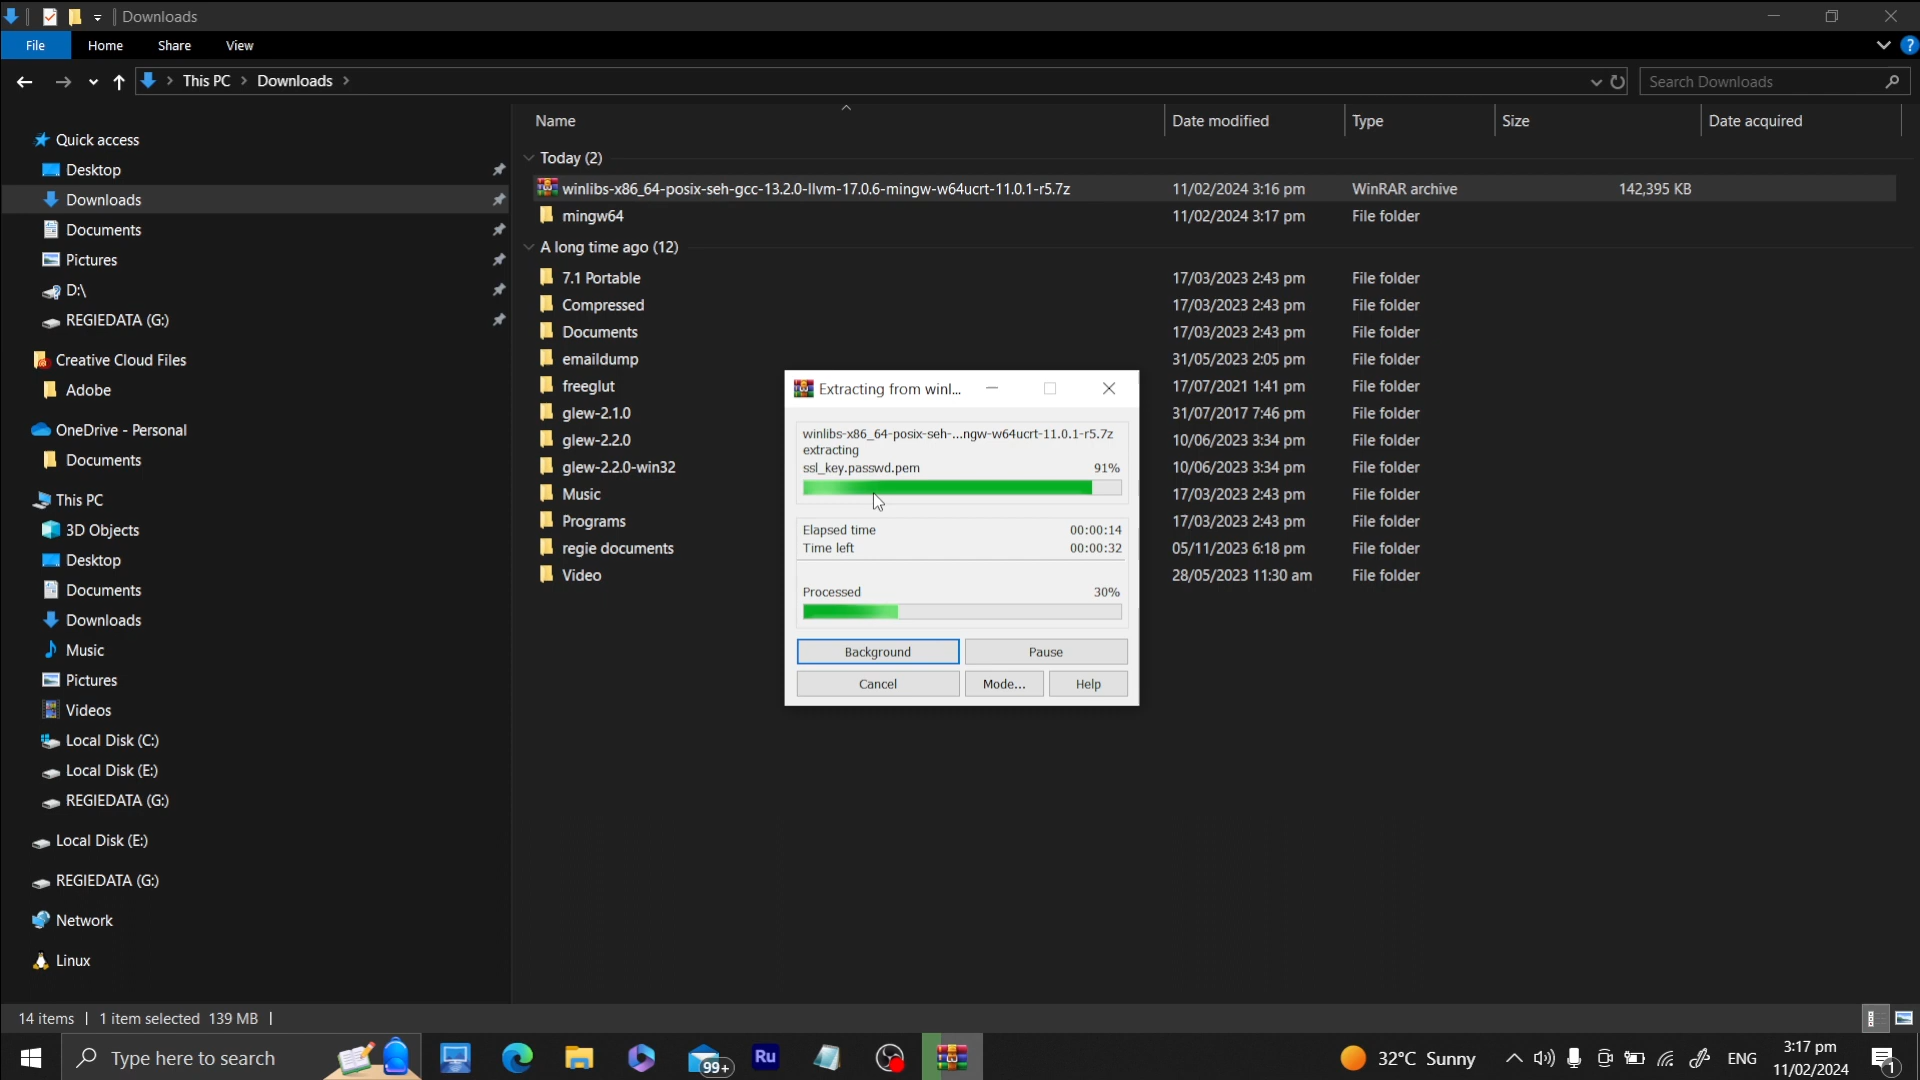 Downloads
File Home Share View
This PC Downloads
Search Downloads
Quick access
Desktop
Downloads
Documents
Pictures
D:\
REGIEDATA (G:)
Creative Cloud Files
Adobe
OneDrive - Personal
Documents
This PC
3D Objects
Desktop
Documents
Downloads
Music
Pictures
Videos
Local Disk (C:)
Local Disk (E:)
REGIEDATA (G:)
Local Disk (E:)
REGIEDATA (G:)
Network
Linux
Name Date modified Type Size Date acquired
Today (2)
winlibs-x86_64-posix-seh-gcc-13.2.0-llvm-17.0.6-mingw-w64ucrt-11.0.1-r5.7z 11/02/2024 3:16 pm WinRAR archive 142,395 KB
mingw64 11/02/2024 3:17 pm File folder
A long time ago (12)
7.1 Portable 17/03/2023 2:43 pm File folder
Compressed 17/03/2023 2:43 pm File folder
Documents 17/03/2023 2:43 pm File folder
emaildump 31/05/2023 2:05 pm File folder
freeglut 17/07/2021 1:41 pm File folder
glew-2.1.0 31/07/2017 7:46 pm File folder
glew-2.2.0 10/06/2023 3:34 pm File folder
glew-2.2.0-win32 10/06/2023 3:34 pm File folder
Music 17/03/2023 2:43 pm File folder
Programs 17/03/2023 2:43 pm File folder
regie documents 05/11/2023 6:18 pm File folder
Video 28/05/2023 11:30 am File folder
Extracting from winl...
winlibs-x86_64-posix-seh-...ngw-w64ucrt-11.0.1-r5.7z
extracting
ssl_key.passwd.pem 91%
Elapsed time 00:00:14
Time left 00:00:32
Processed 30%
Background Pause
Cancel Mode... Help
14 items 1 item selected 139 MB
Type here to search
99+
Ru
32°C Sunny
ENG
3:17 pm
11/02/2024
1